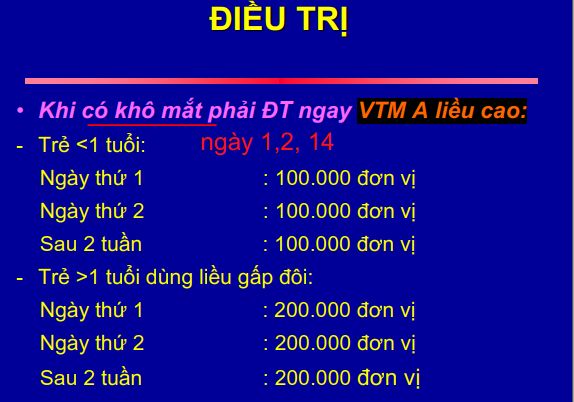 ĐIỀU TRỊ
• Khi có khô mắt phải ĐT ngay VTM A liều cao:
- Trẻ <1 tuổi: ngày 1,2, 14
Ngày thứ 1 : 100.000 đơn vị
Ngày thứ 2 : 100.000 đơn vị
Sau 2 tuần : 100.000 đơn vị
- Trẻ >1 tuổi dùng liều gấp đôi:
Ngày thứ 1 : 200.000 đơn vị
Ngày thứ 2 : 200.000 đơn vị
Sau 2 tuần : 200.000 đơn vị